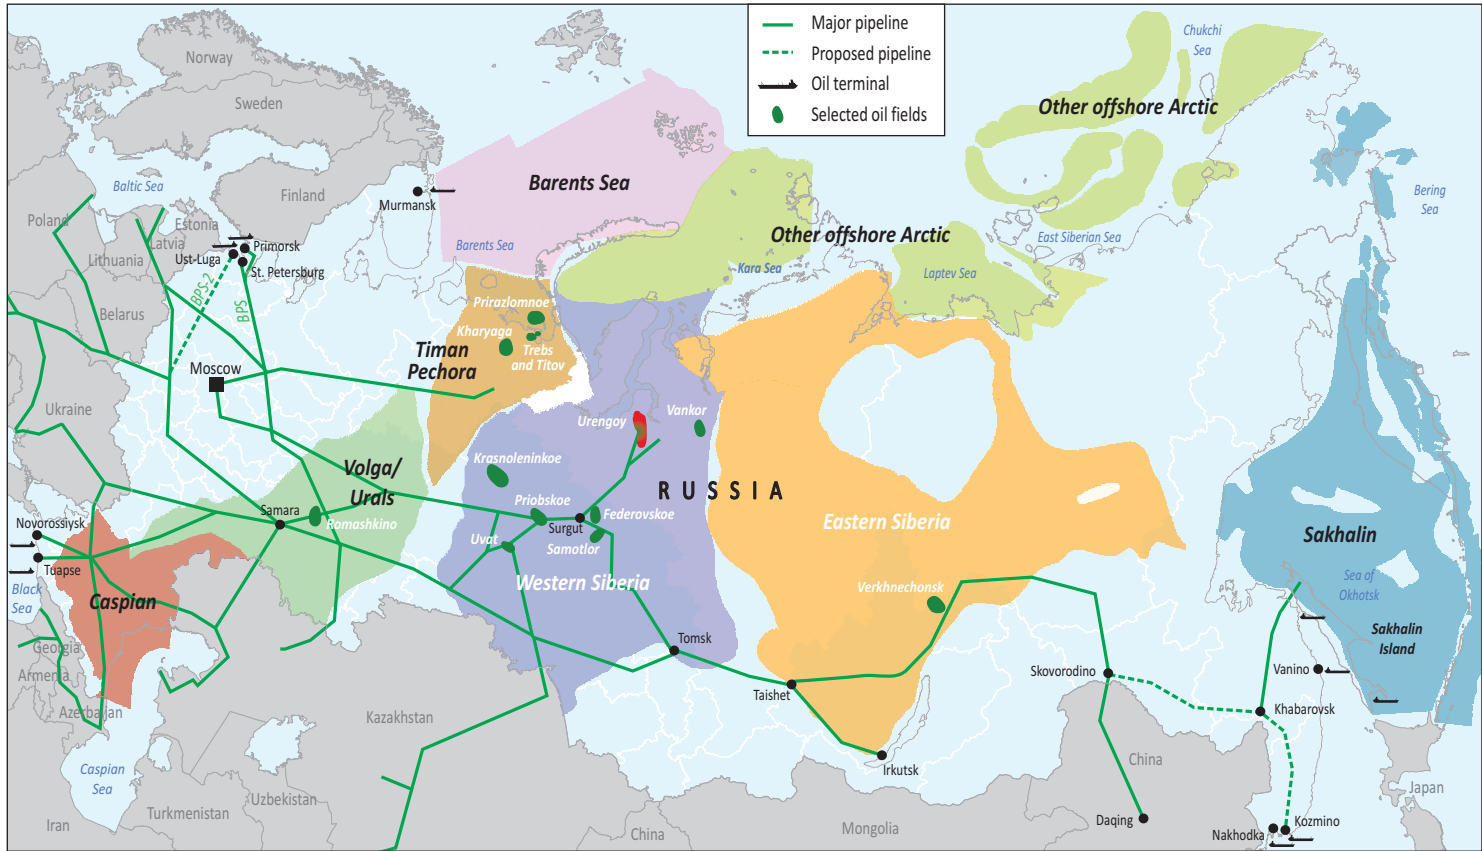 Major pipeline
Proposed pipeline
Oil terminal
Selected oil fields
Chukchi
Sea
Norway
Sweden
Finland
Baltic Sea
Poland
Estonia
Latvia
Lithuania
Belarus
Ukraine
Murmansk
Primorsk
Ust-Luga
St. Petersburg
BPS-2
BPS
Moscow
Barents Sea
Barents Sea
Other offshore Arctic
Other offshore Arctic
Kara Sea
Laptev Sea
East Siberian Sea
Bering
Sea
Timan
Pechora
Prirazlomnoe
Kharyaga
Trebs
and Titov
Urengoy
Vankor
Krasnoleninkoe
Priobskoe
Surgut
Federovskoe
Samotlor
Uvat
Western Siberia
RUSSIA
Volga/
Urals
Samara
Romashkino
Novorossiysk
Tuapse
Black
Sea
Caspian
Georgia
Armenia
Azerbaijan
Caspian
Sea
Iran
Turkmenistan
Uzbekistan
Kazakhstan
Eastern Siberia
Verkhnechonsk
Tomsk
Taishet
Irkutsk
Skovorodino
Daqing
China
China
Mongolia
Sakhalin
Sea of
Okhotsk
Sakhalin
Island
Vanino
Khabarovsk
Nakhodka
Kozmino
Japan